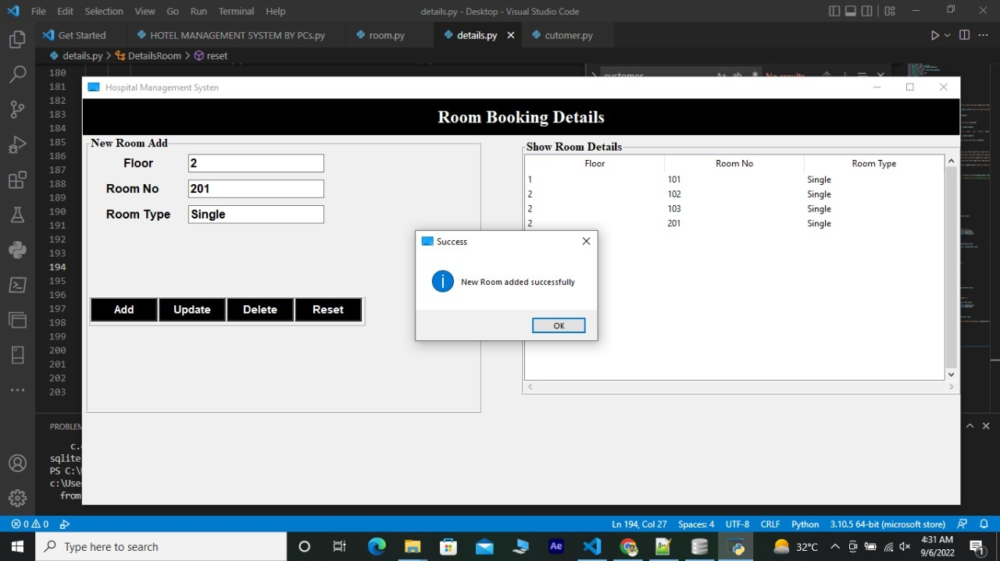 File Edit Selection View Go Run Terminal Help details.py - Desktop - Visual Studio Code
Get Started HOTEL MANAGEMENT SYSTEM BY PCs.py room.py details.py cutomer.py
details.py > DetailsRoom > reset
180
181
182
183
184
185
186
187
188
189
190
191
192
193
194
195
196
197
198
199
200
201
202
203
customer Aa ab No results
Hospital Management Systen
Room Booking Details
New Room Add
Floor 2
Room No 201
Room Type Single
Add Update Delete Reset
Show Room Details
Floor Room No Room Type
1 101 Single
2 102 Single
2 103 Single
2 201 Single
Success
New Room added successfully
OK
PROBLEM
sqlite
PS C:\
c:\Use
from
0 0 Ln 194, Col 27 Spaces: 4 UTF-8 CRLF Python 3.10.5 64-bit (microsoft store)
Type here to search Ae 32°C 4:31 AM
9/6/2022 1